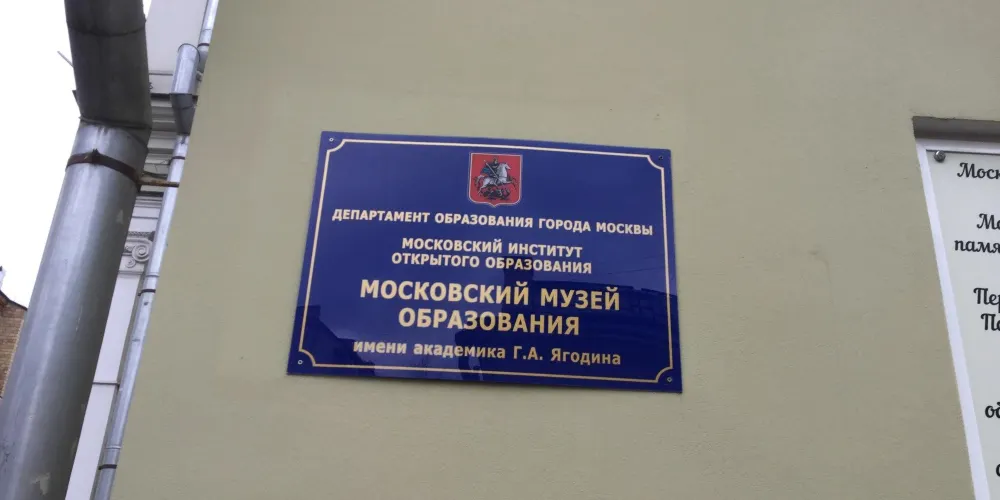 ДЕПАРТАМЕНТ ОБРАЗОВАНИЯ ГОРОДА МОСКВЫ
МОСКОВСКИЙ ИНСТИТУТ
ОТКРЫТОГО ОБРАЗОВАНИЯ
МОСКОВСКИЙ МУЗЕЙ
ОБРАЗОВАНИЯ
имени академика Г.А. Ягодина